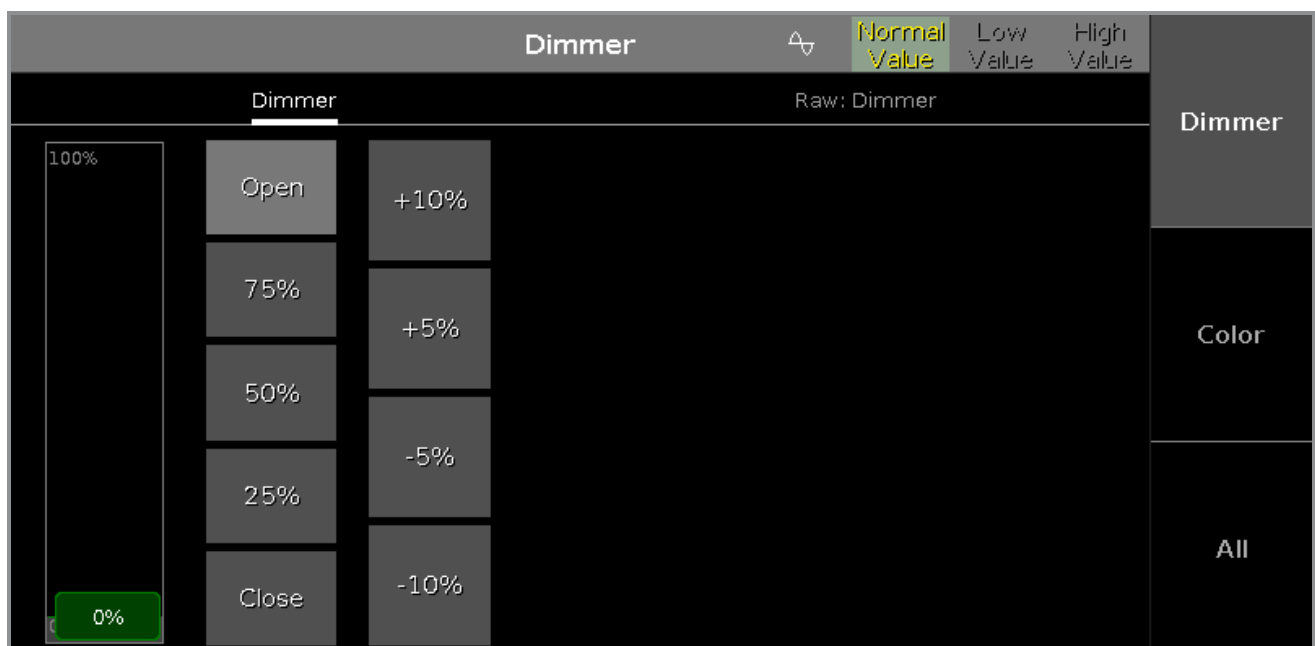 Dimmer
Normal Value
Low Value
High Value
Dimmer
Raw: Dimmer
100%
Open
75%
50%
25%
Close
+10%
+5%
-5%
-10%
0%
Dimmer
Color
All